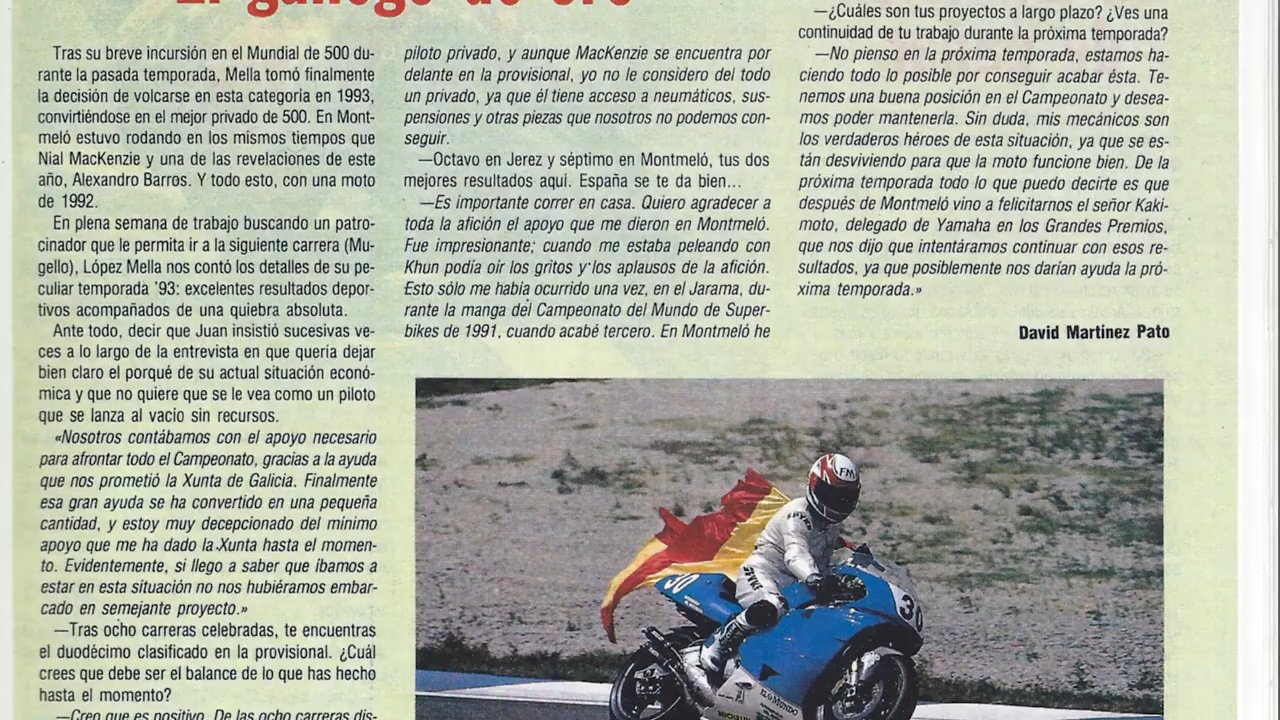 El gallego de oro
Tras su breve incursión en el Mundial de 500 du-
rante la pasada temporada, Mella tomó finalmente
la decisión de volcarse en esta categoría en 1993,
convirtiéndose en el mejor privado de 500. En Mont-
meló estuvo rodando en los mismos tiempos que
Nial MacKenzie y una de las revelaciones de este
año, Alexandro Barros. Y todo esto, con una moto
de 1992.
En plena semana de trabajo buscando un patro-
cinador que le permita ir a la siguiente carrera (Mu-
gello), López Mella nos contó los detalles de su pe-
culiar temporada '93: excelentes resultados depor-
tivos acompañados de una quiebra absoluta.
Ante todo, decir que Juan insistió sucesivas ve-
ces a lo largo de la entrevista en que quería dejar
bien claro el porqué de su actual situación econó-
mica y que no quiere que se le vea como un piloto
que se lanza al vacío sin recursos.
«Nosotros contábamos con el apoyo necesario
para afrontar todo el Campeonato, gracias a la ayuda
que nos prometió la Xunta de Galicia. Finalmente
esa gran ayuda se ha convertido en una pequeña
cantidad, y estoy muy decepcionado del mínimo
apoyo que me ha dado la Xunta hasta el momen-
to. Evidentemente, si llego a saber que íbamos a
estar en esta situación no nos hubiéramos embar-
cado en semejante proyecto.»
—Tras ocho carreras celebradas, te encuentras
el duodécimo clasificado en la provisional. ¿Cuál
crees que debe ser el balance de lo que has hecho
hasta el momento?
—Creo que es positivo. De las ocho carreras dis-
piloto privado, y aunque MacKenzie se encuentra por
delante en la provisional, yo no le considero del todo
un privado, ya que él tiene acceso a neumáticos, sus-
pensiones y otras piezas que nosotros no podemos con-
seguir.
—Octavo en Jerez y séptimo en Montmeló, tus dos
mejores resultados aquí. España se te da bien...
—Es importante correr en casa. Quiero agradecer a
toda la afición el apoyo que me dieron en Montmeló.
Fue impresionante; cuando me estaba peleando con
Khun podía oír los gritos y los aplausos de la afición.
Esto sólo me había ocurrido una vez, en el Jarama, du-
rante la manga del Campeonato del Mundo de Super-
bikes de 1991, cuando acabé tercero. En Montmeló he
—¿Cuáles son tus proyectos a largo plazo? ¿Ves una
continuidad de tu trabajo durante la próxima temporada?
—No pienso en la próxima temporada, estamos ha-
ciendo todo lo posible por conseguir acabar ésta. Te-
nemos una buena posición en el Campeonato y desea-
mos poder mantenerla. Sin duda, mis mecánicos son
los verdaderos héroes de esta situación, ya que se es-
tán desviviendo para que la moto funcione bien. De la
próxima temporada todo lo que puedo decirte es que
después de Montmeló vino a felicitarnos el señor Kaki-
moto, delegado de Yamaha en los Grandes Premios,
que nos dijo que intentáramos continuar con esos re-
sultados, ya que posiblemente nos darían ayuda la pró-
xima temporada.»
David Martínez Pato
FM
30
30
EL MUNDO